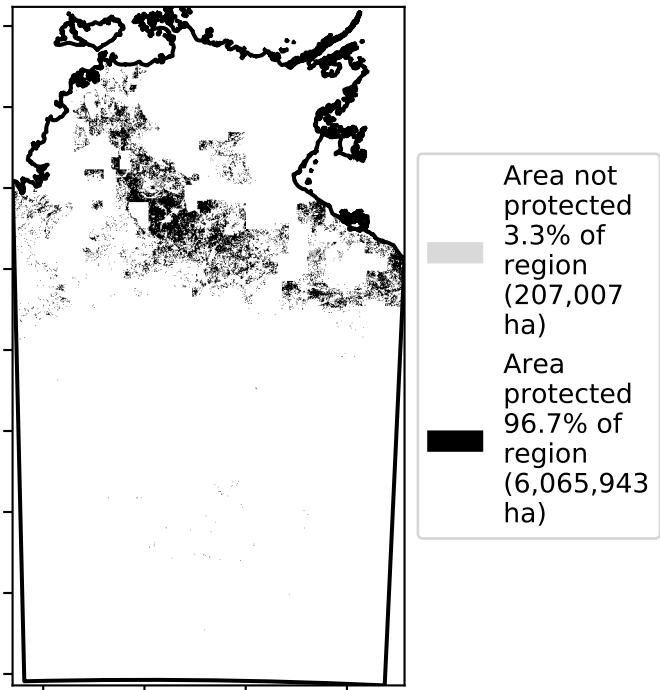 Area not
protected
3.3% of
region
(207,007
ha)
Area
protected
96.7% of
region
(6,065,943
ha)